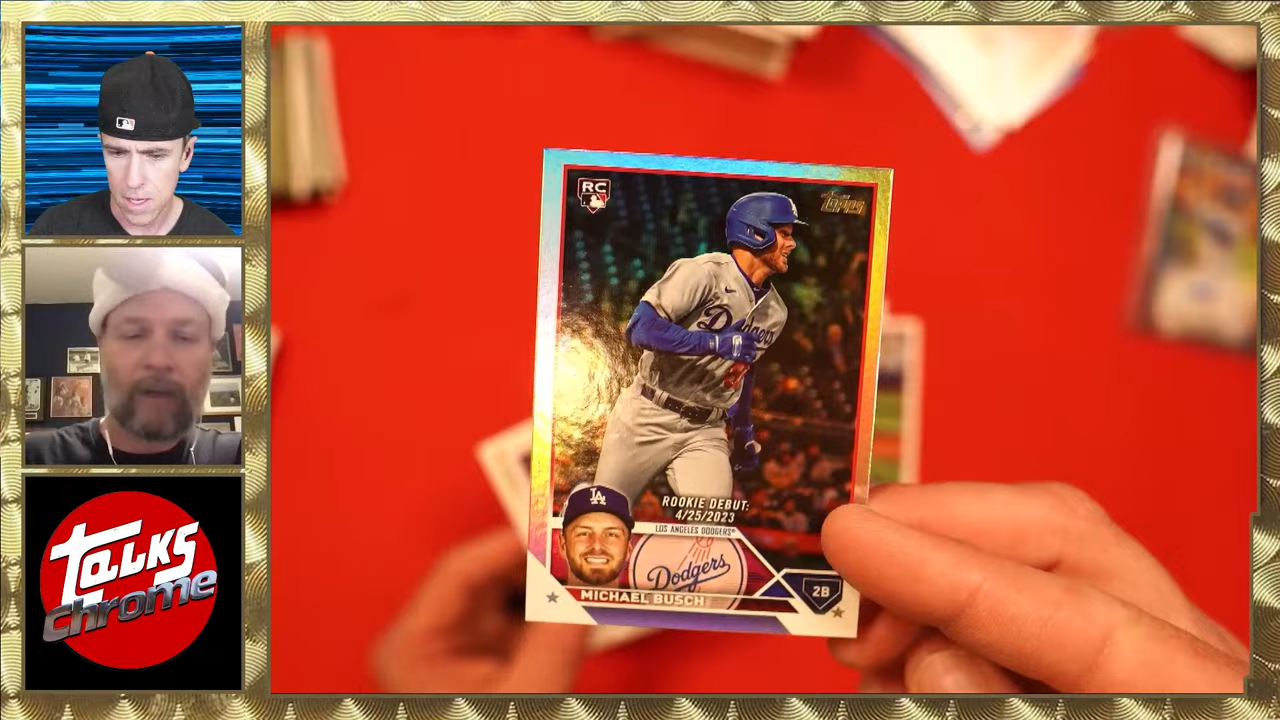 RC
Topps
Dodgers
ROOKIE DEBUT:
4/25/2023
LOS ANGELES DODGERS®
LA
Dodgers
MICHAEL BUSCH
2B
TALKS
Chrome